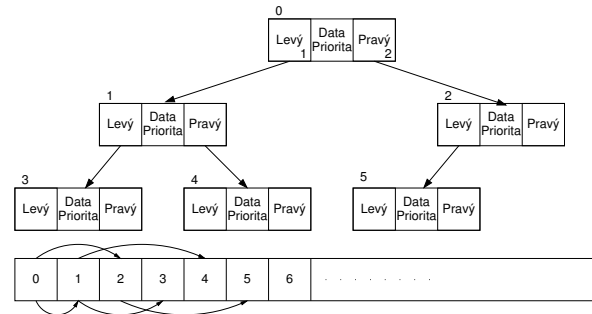 0
Levý Data Priorita Pravý
1 2
1 2
Levý Data Priorita Pravý Levý Data Priorita Pravý
3 4 5
Levý Data Priorita Pravý Levý Data Priorita Pravý Levý Data Priorita Pravý
0 1 2 3 4 5 6 . . . . . . . .